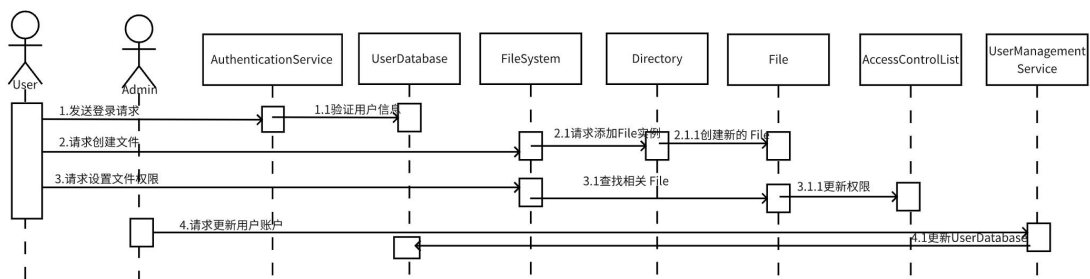 User
Admin
AuthenticationService
UserDatabase
FileSystem
Directory
File
AccessControlList
UserManagement
Service
1.发送登录请求
1.1验证用户信息
2.请求创建文件
2.1请求添加File实例
2.1.1创建新的 File
3.请求设置文件权限
3.1查找相关 File
3.1.1更新权限
4.请求更新用户账户
4.1更新UserDatabase